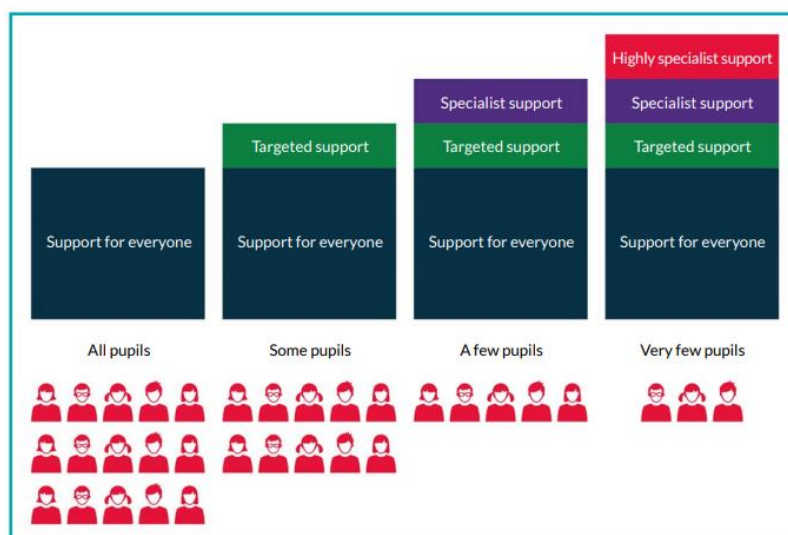 Highly specialist support
Specialist support
Specialist support
Targeted support
Targeted support
Targeted support
Support for everyone
Support for everyone
Support for everyone
Support for everyone
All pupils
Some pupils
A few pupils
Very few pupils